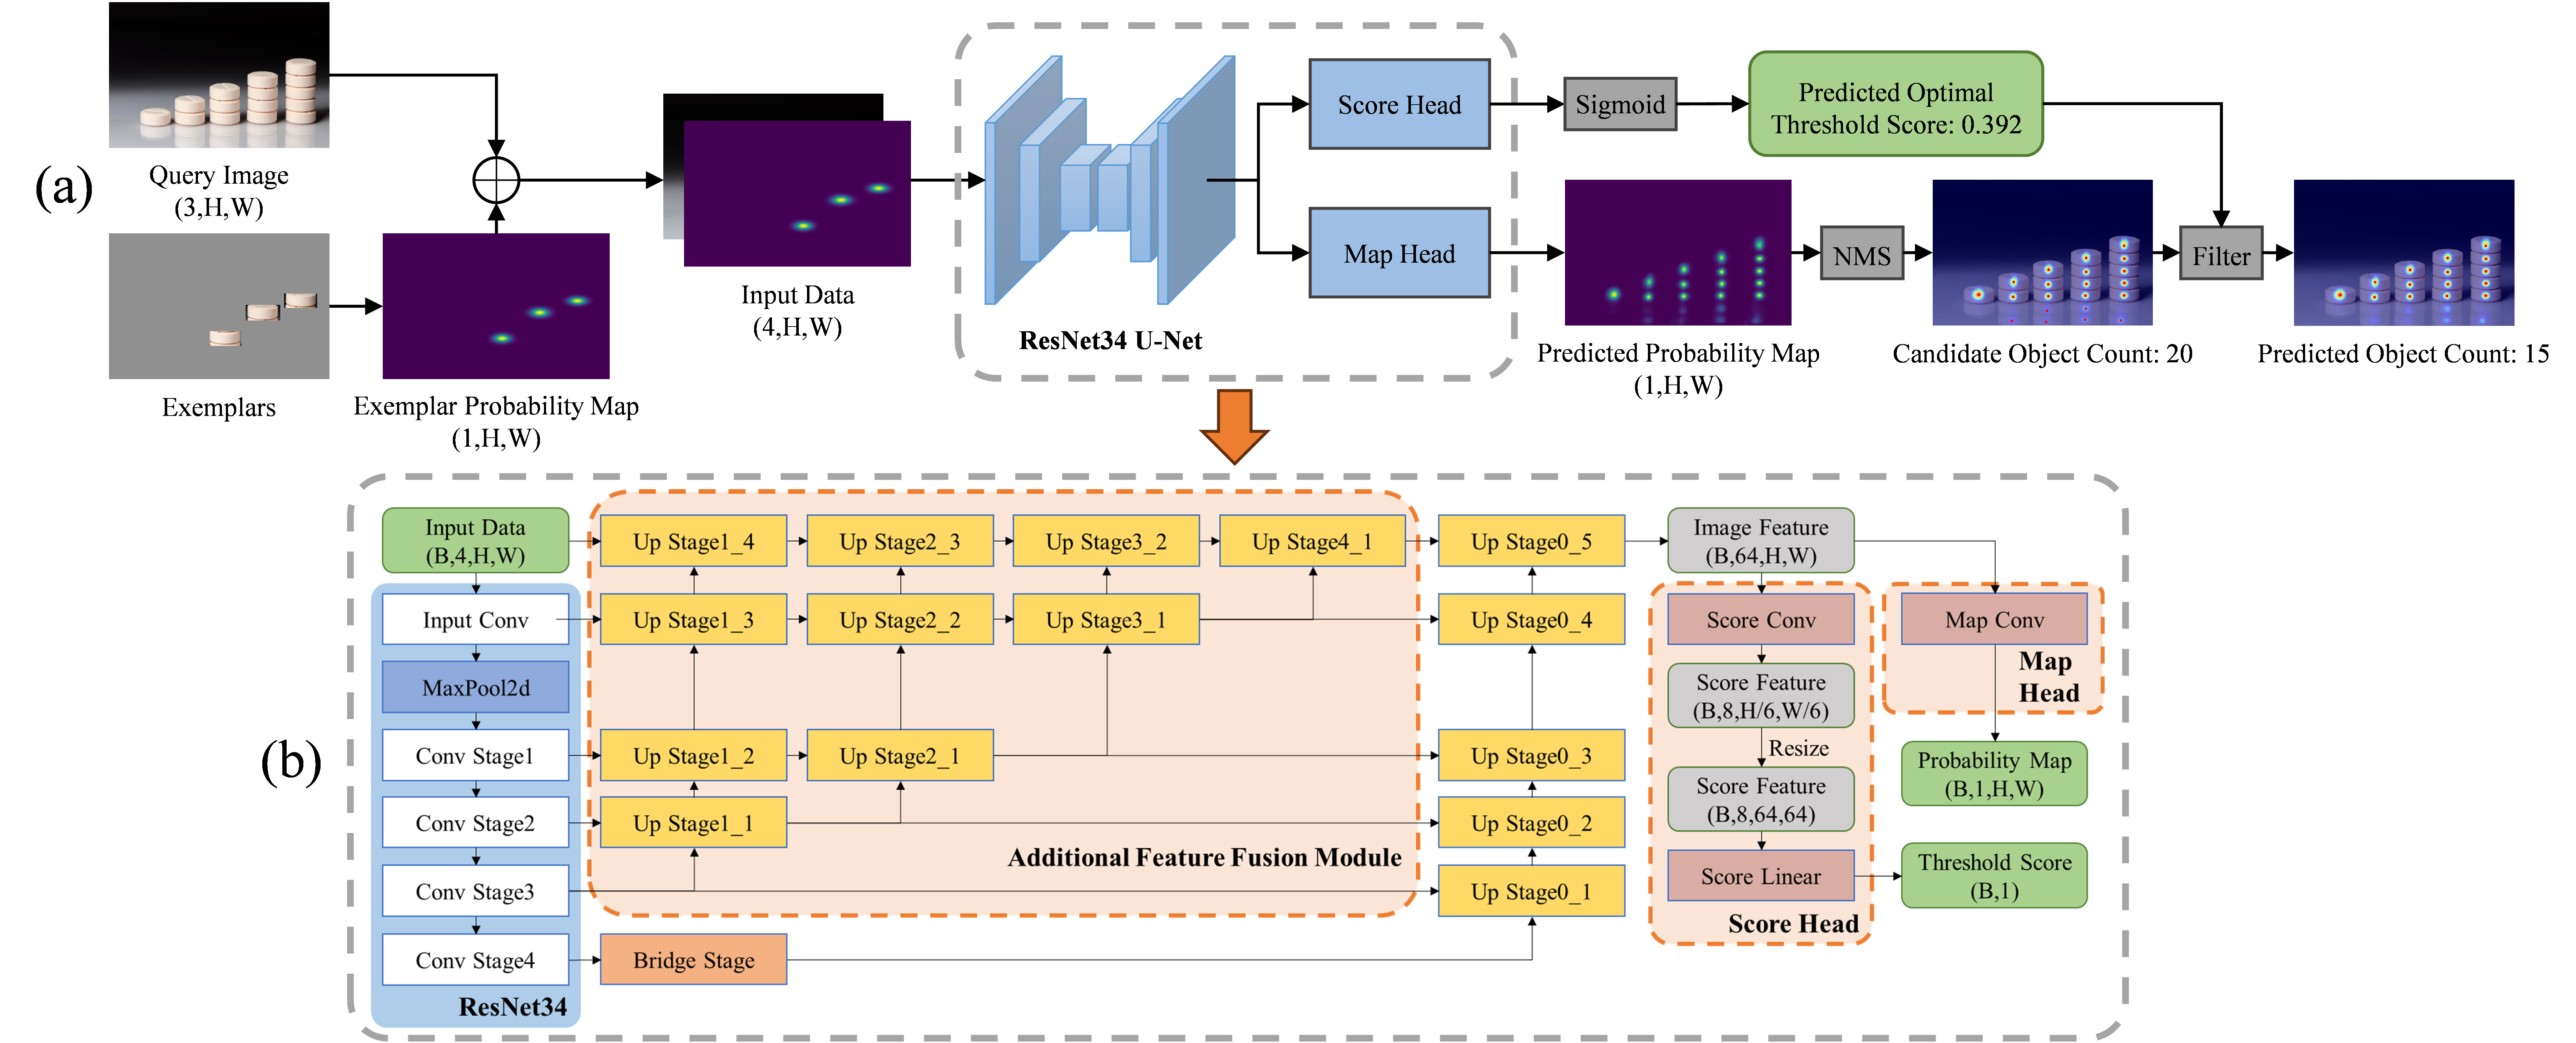 (a)
Query Image
(3,H,W)
Exemplars
Exemplar Probability Map
(1,H,W)
Input Data
(4,H,W)
ResNet34 U-Net
Score Head
Map Head
Sigmoid
Predicted Optimal
Threshold Score: 0.392
Predicted Probability Map
(1,H,W)
NMS
Candidate Object Count: 20
Filter
Predicted Object Count: 15
(b)
Input Data
(B,4,H,W)
Input Conv
MaxPool2d
Conv Stage1
Conv Stage2
Conv Stage3
Conv Stage4
ResNet34
Up Stage1_4
Up Stage2_3
Up Stage3_2
Up Stage4_1
Up Stage1_3
Up Stage2_2
Up Stage3_1
Up Stage1_2
Up Stage2_1
Up Stage1_1
Additional Feature Fusion Module
Bridge Stage
Up Stage0_5
Up Stage0_4
Up Stage0_3
Up Stage0_2
Up Stage0_1
Image Feature
(B,64,H,W)
Score Conv
Score Feature
(B,8,H/6,W/6)
Resize
Score Feature
(B,8,64,64)
Score Linear
Score Head
Map Conv
Map
Head
Probability Map
(B,1,H,W)
Threshold Score
(B,1)